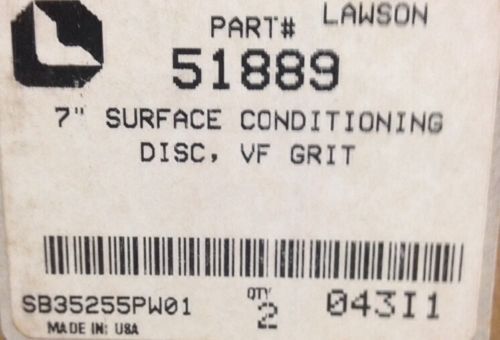 LAWSON
PART#
51889
7" SURFACE CONDITIONING
DISC, VF GRIT
SB35255PW01 QTY 2 043I1
MADE IN: USA